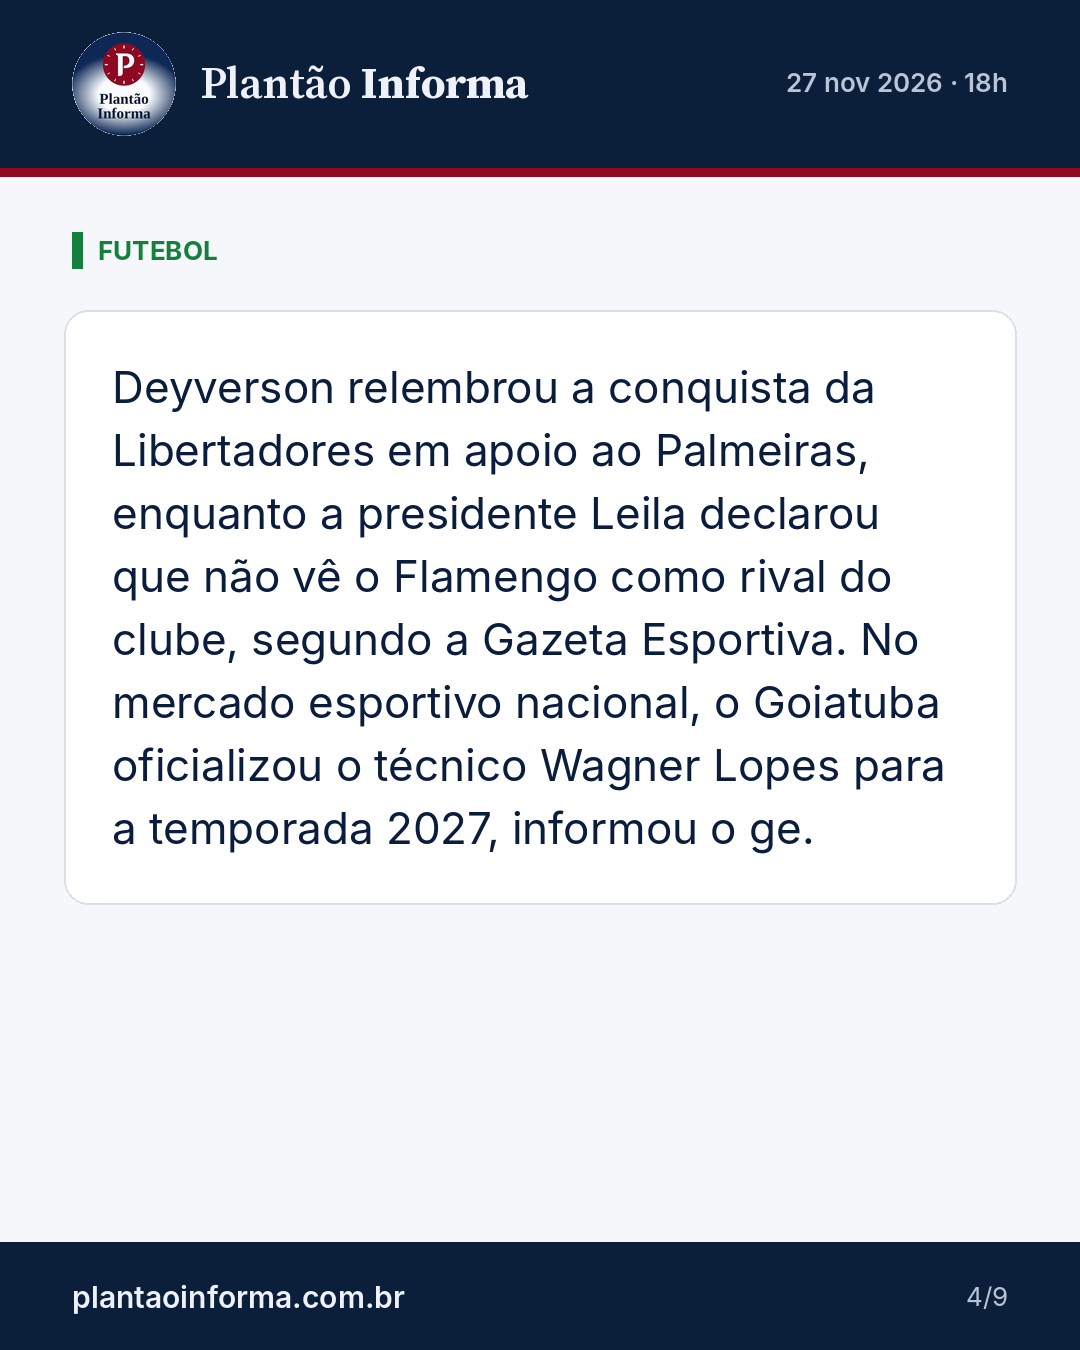 P
Plantão
Informa
Plantão Informa
27 nov 2026 · 18h
FUTEBOL
Deyverson relembrou a conquista da
Libertadores em apoio ao Palmeiras,
enquanto a presidente Leila declarou
que não vê o Flamengo como rival do
clube, segundo a Gazeta Esportiva. No
mercado esportivo nacional, o Goiatuba
oficializou o técnico Wagner Lopes para
a temporada 2027, informou o ge.
plantaoinforma.com.br
4/9